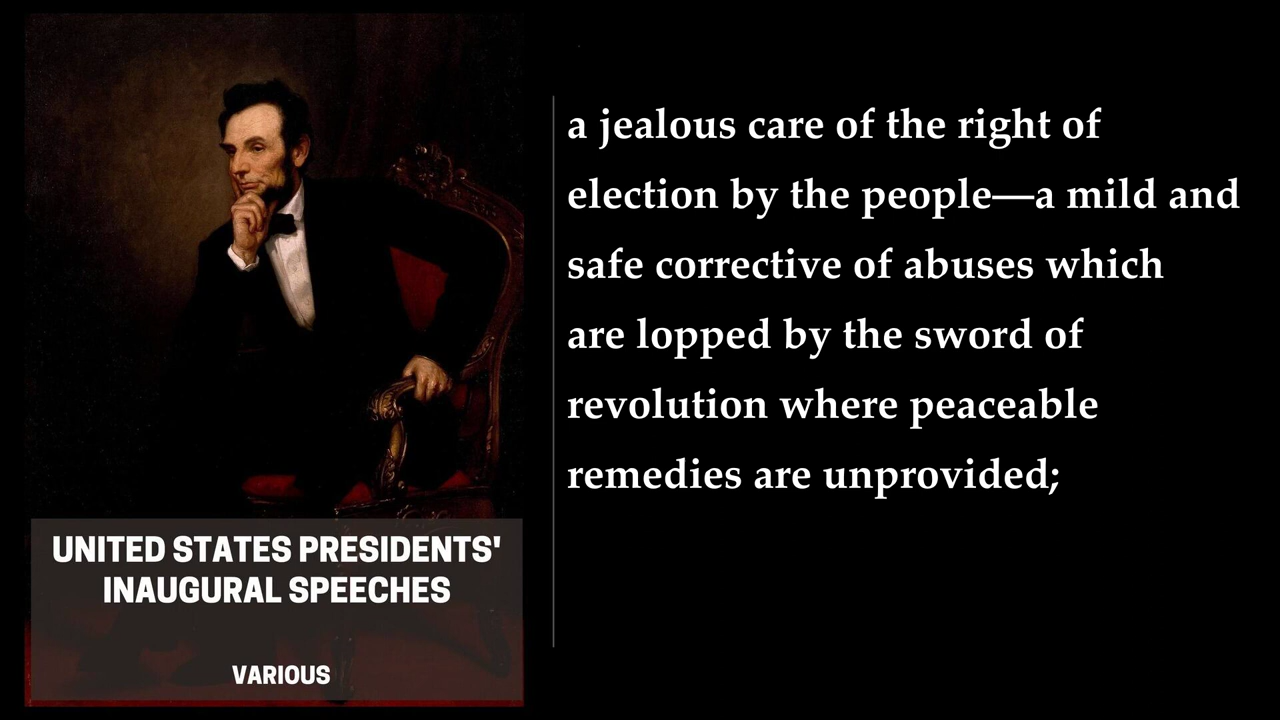 a jealous care of the right of
election by the people—a mild and
safe corrective of abuses which
are lopped by the sword of
revolution where peaceable
remedies are unprovided;
UNITED STATES PRESIDENTS'
INAUGURAL SPEECHES
VARIOUS